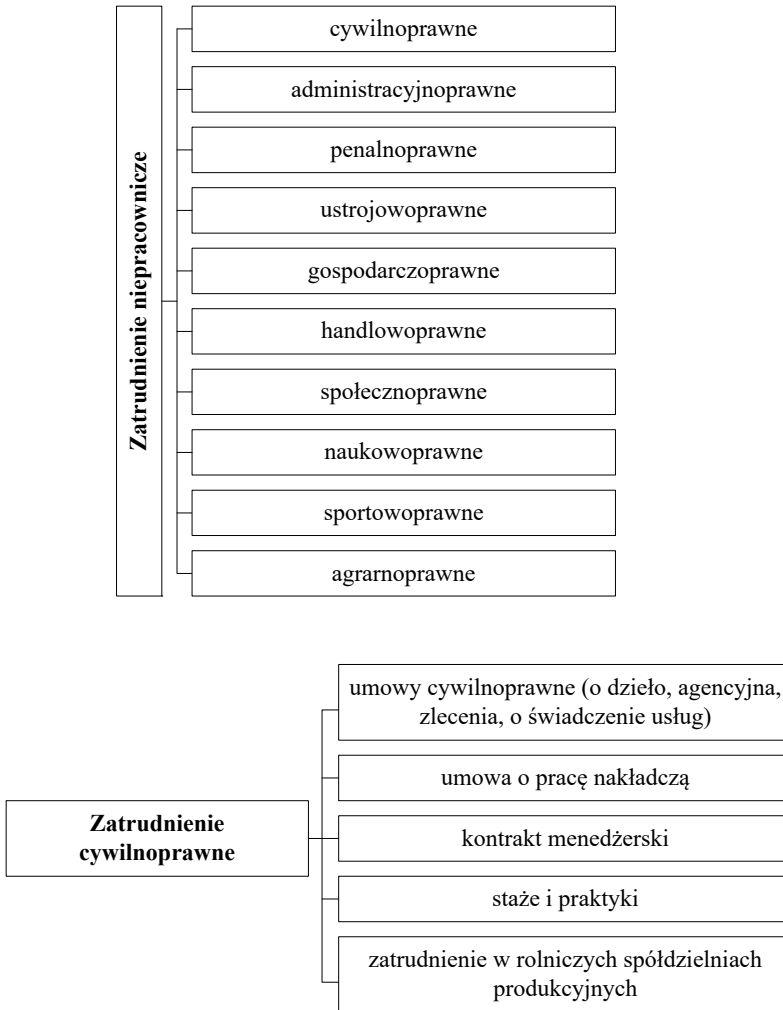 Zatrudnienie niepracownicze
cywilnoprawne
administracyjnoprawne
penalnoprawne
ustrojowoprawne
gospodarczoprawne
handlowoprawne
społecznoprawne
naukowoprawne
sportowoprawne
agrarnoprawne
Zatrudnienie
cywilnoprawne
umowy cywilnoprawne (o dzieło, agencyjna,
zlecenia, o świadczenie usług)
umowa o pracę nakładczą
kontrakt menedżerski
staże i praktyki
zatrudnienie w rolniczych spółdzielniach
produkcyjnych